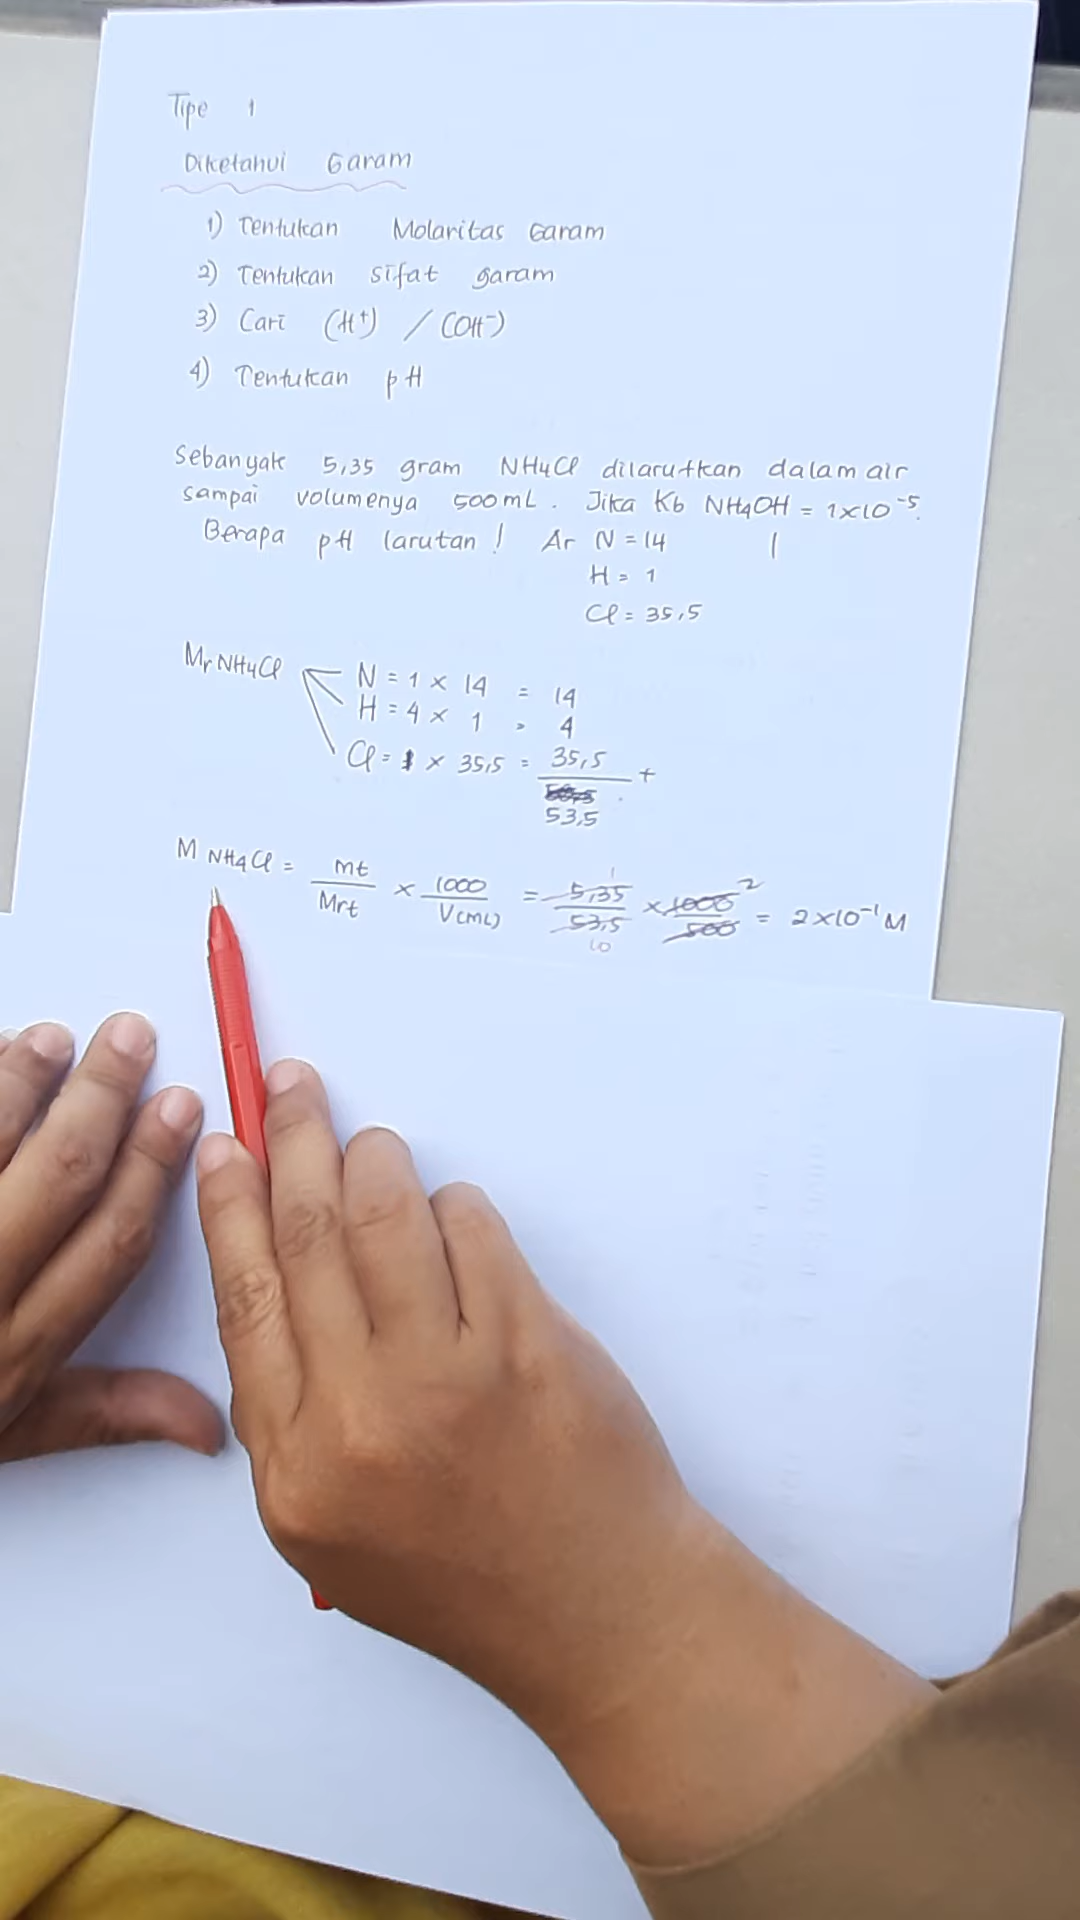 Tipe 1
Diketahui Garam
1) Tentukan Molaritas Garam
2) Tentukan sifat garam
3) Cari (H⁺) / (OH⁻)
4) Tentukan pH
Sebanyak 5,35 gram NH4Cl dilarutkan dalam air
sampai volumenya 500 mL. Jika Kb NH4OH = 1x10⁻⁵.
Berapa pH larutan! Ar N = 14
H = 1
Cl = 35,5
Mr NH4Cl N = 1 x 14 = 14
H = 4 x 1 = 4
Cl = 1 x 35,5 = 35,5 +
53,5
M NH4Cl = mt/Mrt x 1000/V(mL) = 5,35/53,5 x 1000/500 = 2x10⁻¹ M
1 2
10